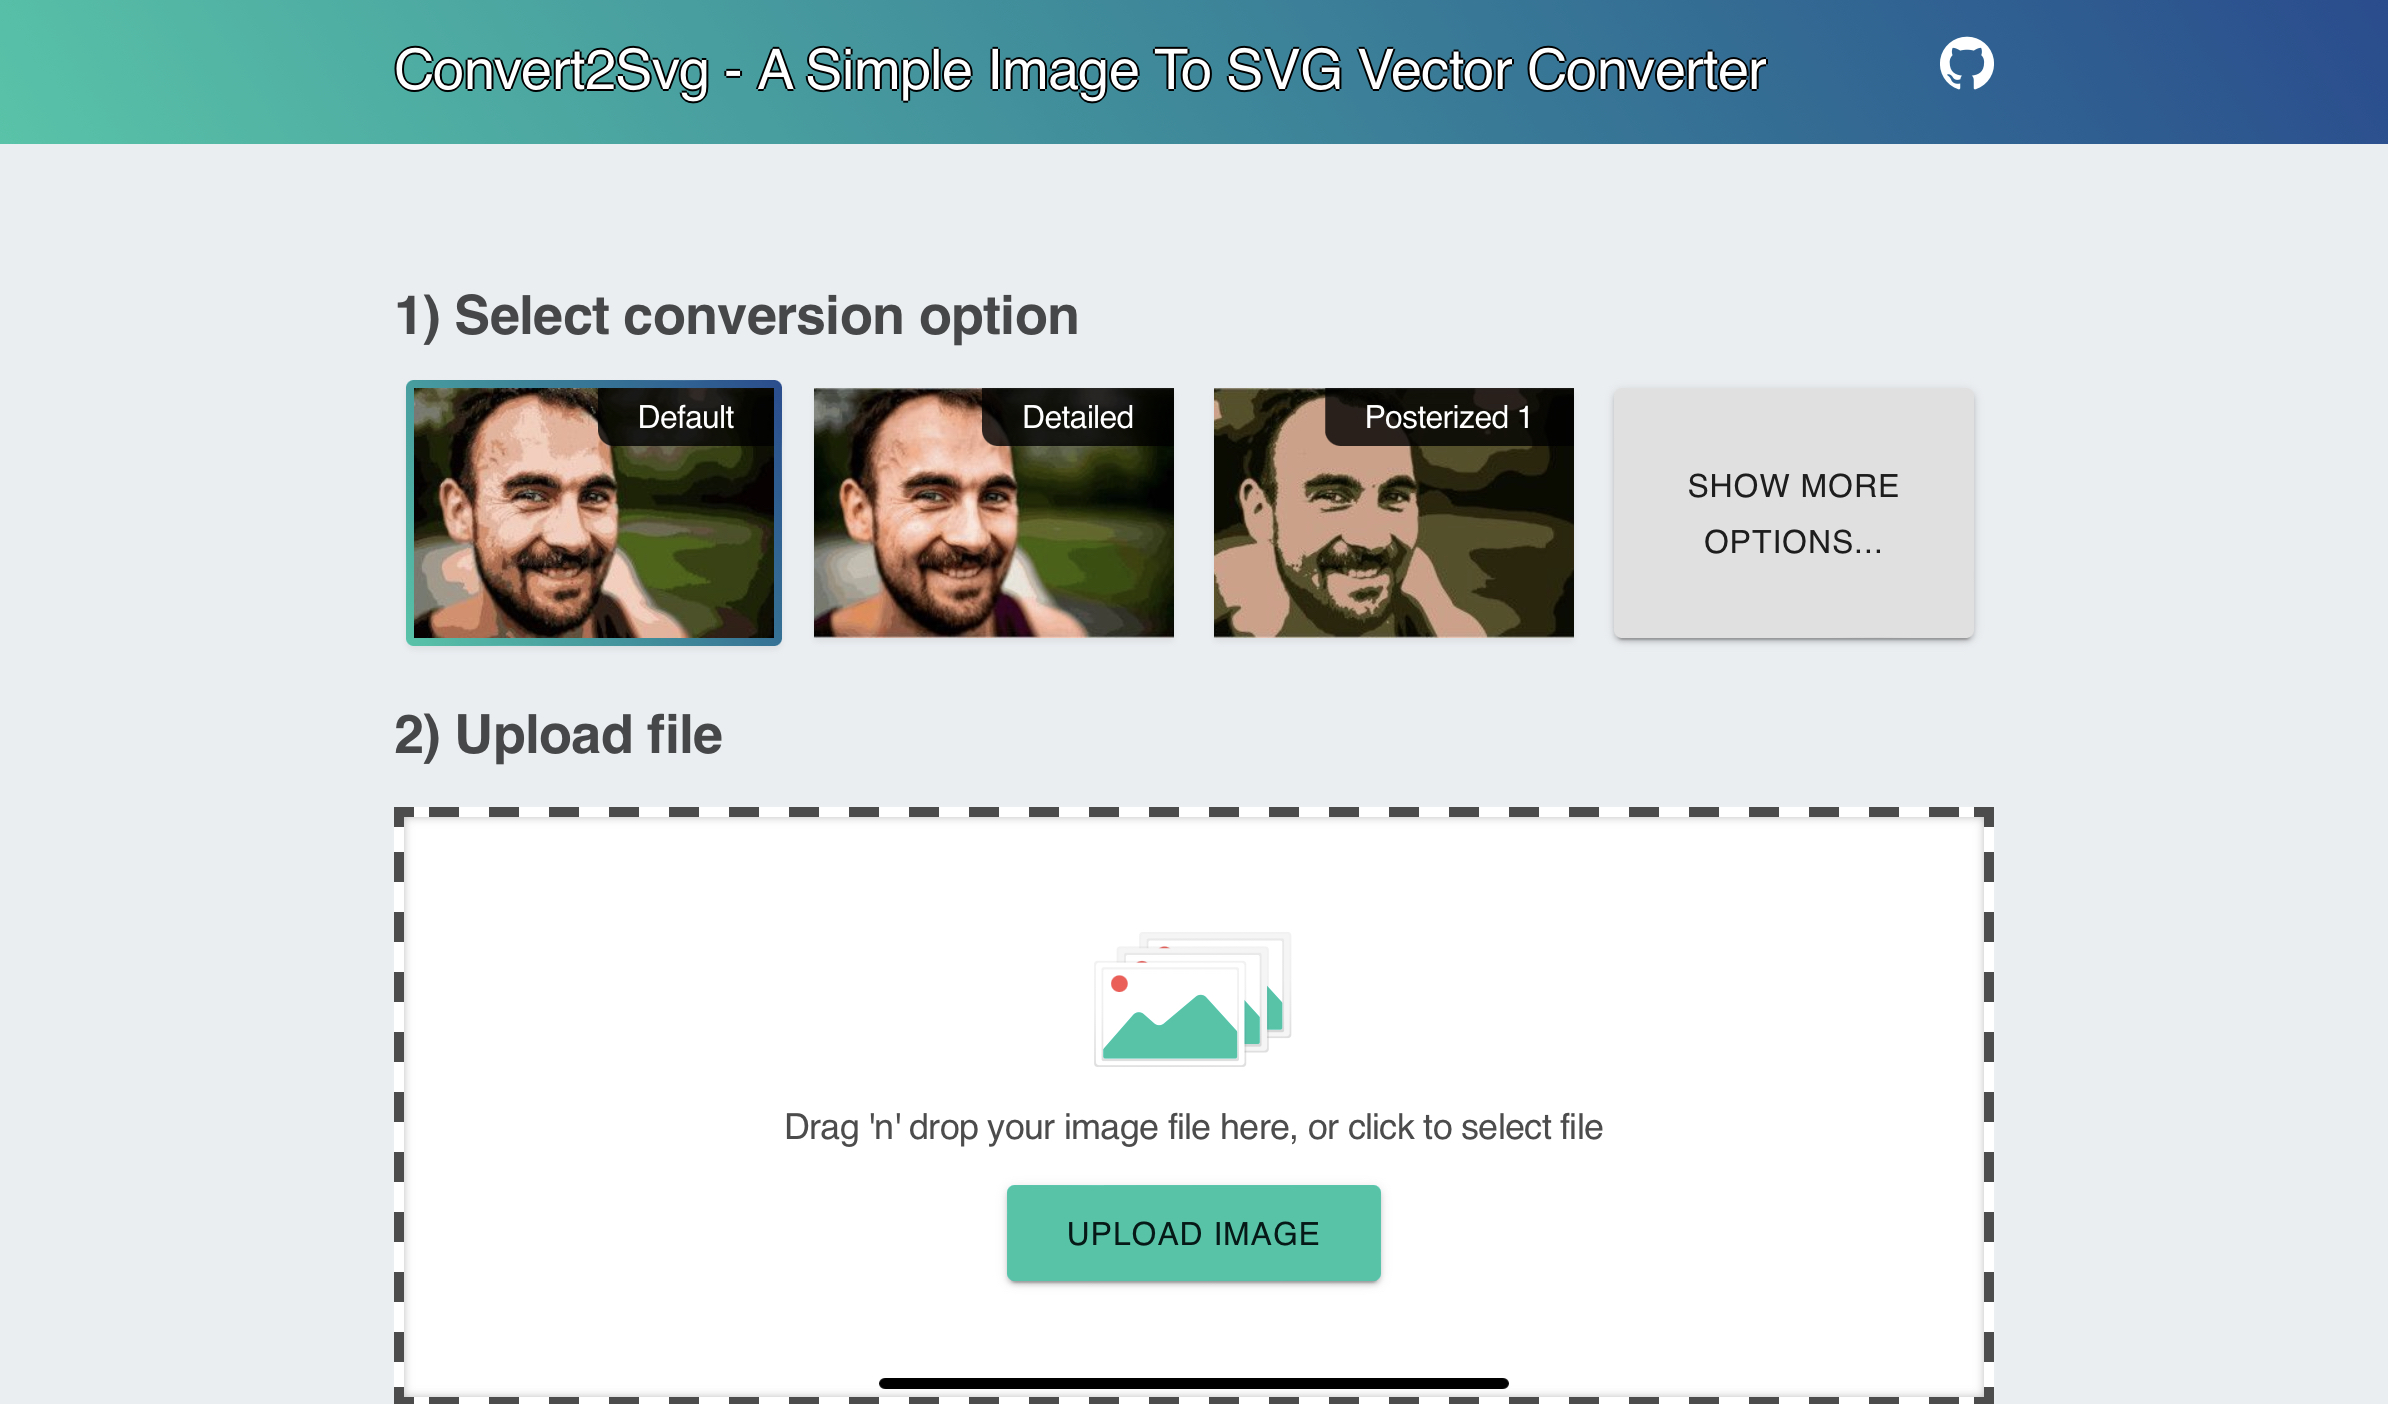 Convert2Svg - A Simple Image To SVG Vector Converter
1) Select conversion option
Default
Detailed
Posterized 1
SHOW MORE
OPTIONS...
2) Upload file
Drag 'n' drop your image file here, or click to select file
UPLOAD IMAGE